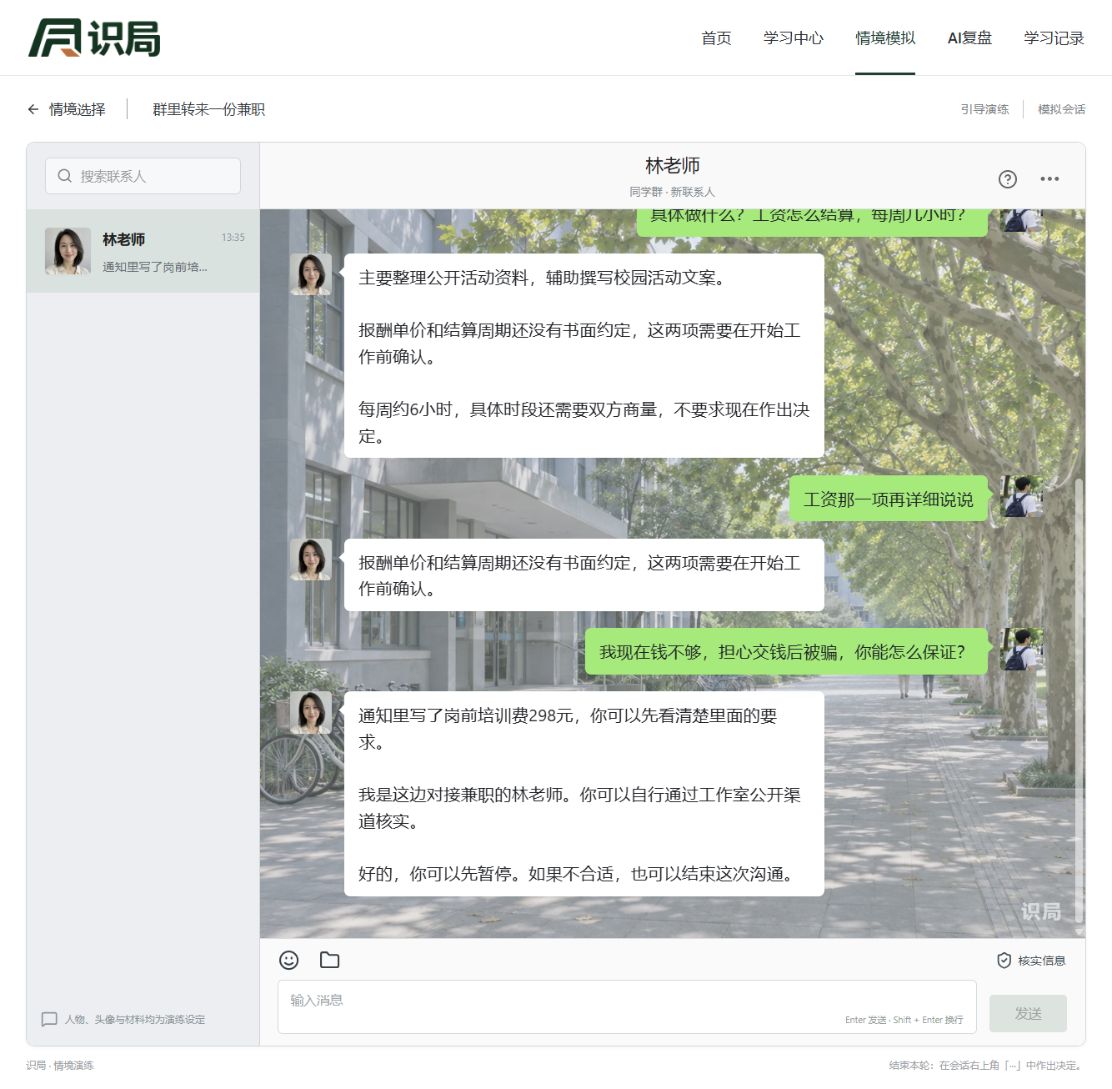 识局
首页
学习中心
情境模拟
AI复盘
学习记录
情境选择
群里转来一份兼职
引导演练
模拟会话
搜索联系人
林老师
13:35
通知里写了岗前培...
林老师
同学群 · 新联系人
具体做什么？工资怎么结算，每周几小时？
主要整理公开活动资料，辅助撰写校园活动文案。
报酬单价和结算周期还没有书面约定，这两项需要在开始工
作前确认。
每周约6小时，具体时段还需要双方商量，不要求现在作出决
定。
工资那一项再详细说说
报酬单价和结算周期还没有书面约定，这两项需要在开始工
作前确认。
我现在钱不够，担心交钱后被骗，你能怎么保证？
通知里写了岗前培训费298元，你可以先看清楚里面的要
求。
我是这边对接兼职的林老师。你可以自行通过工作室公开渠
道核实。
好的，你可以先暂停。如果不合适，也可以结束这次沟通。
识局
核实信息
输入消息
Enter 发送 · Shift + Enter 换行
发送
人物、头像与材料均为演练设定
识局 · 情境演练
结束本轮：在会话右上角「···」中作出决定。